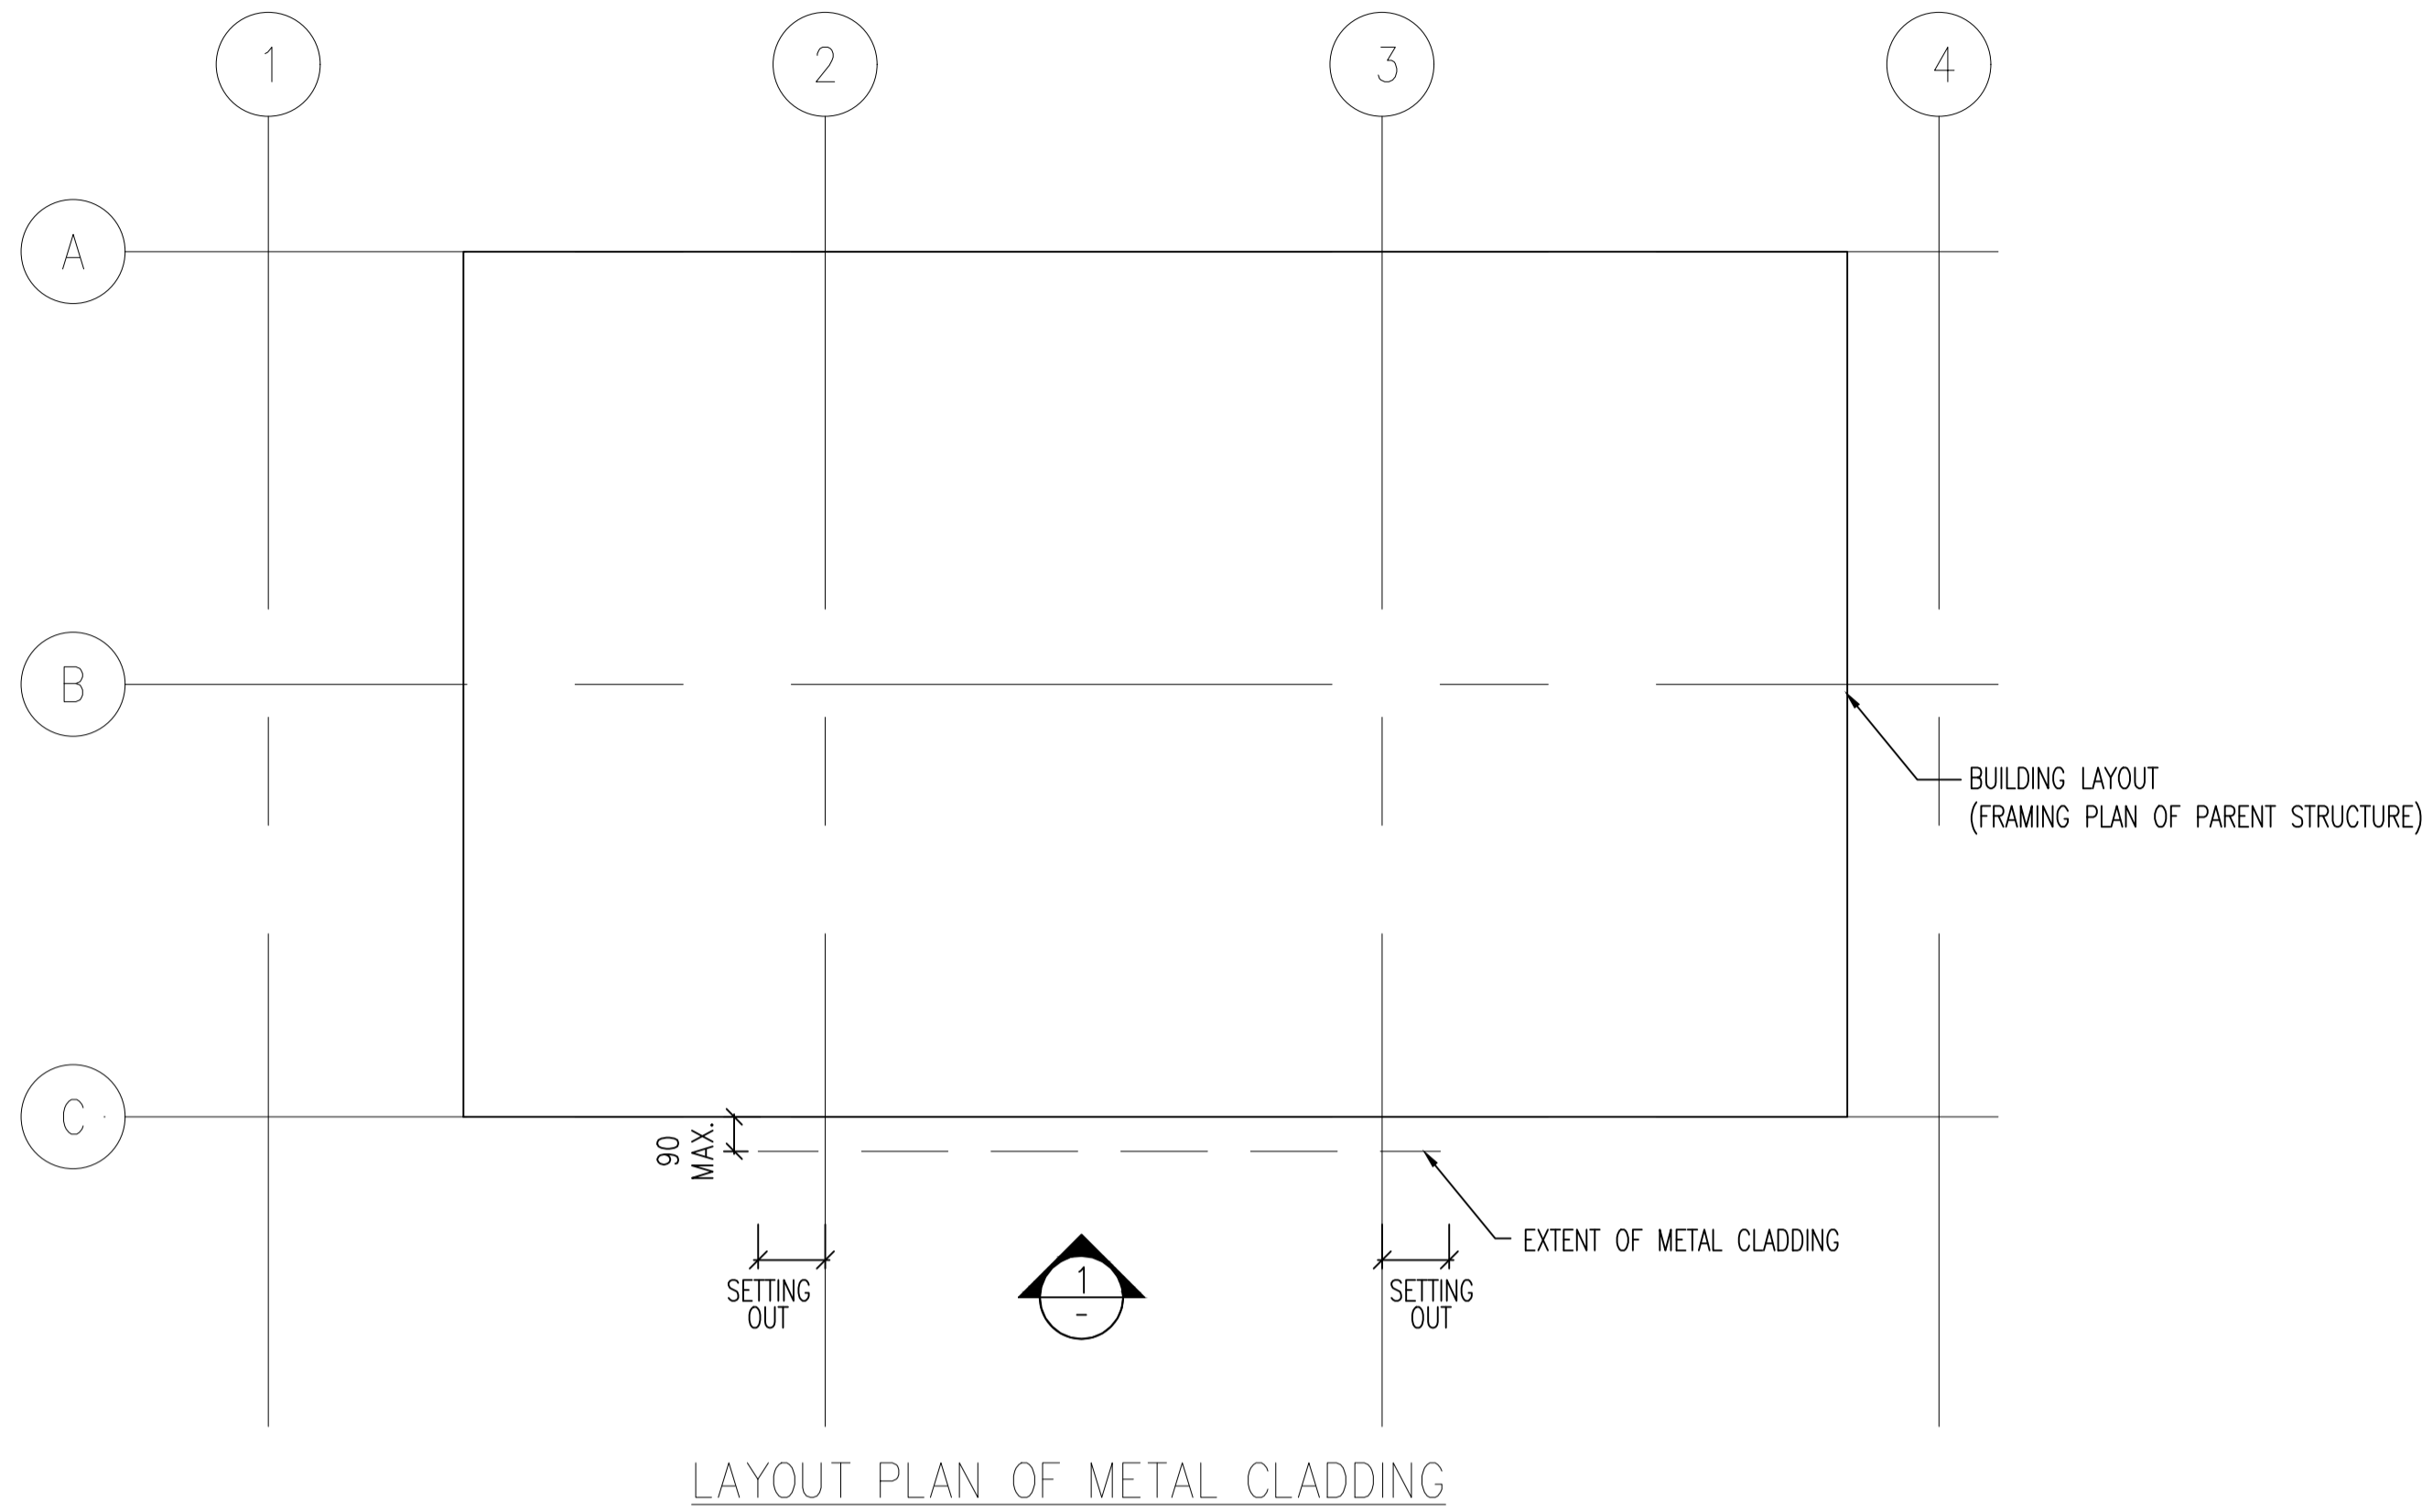 1
2
3
4
A
B
BUILDING LAYOUT
(FRAMING PLAN OF PARENT STRUCTURE)
C
90
MAX.
EXTENT OF METAL CLADDING
SETTING
OUT
1
-
SETTING
OUT
LAYOUT PLAN OF METAL CLADDING